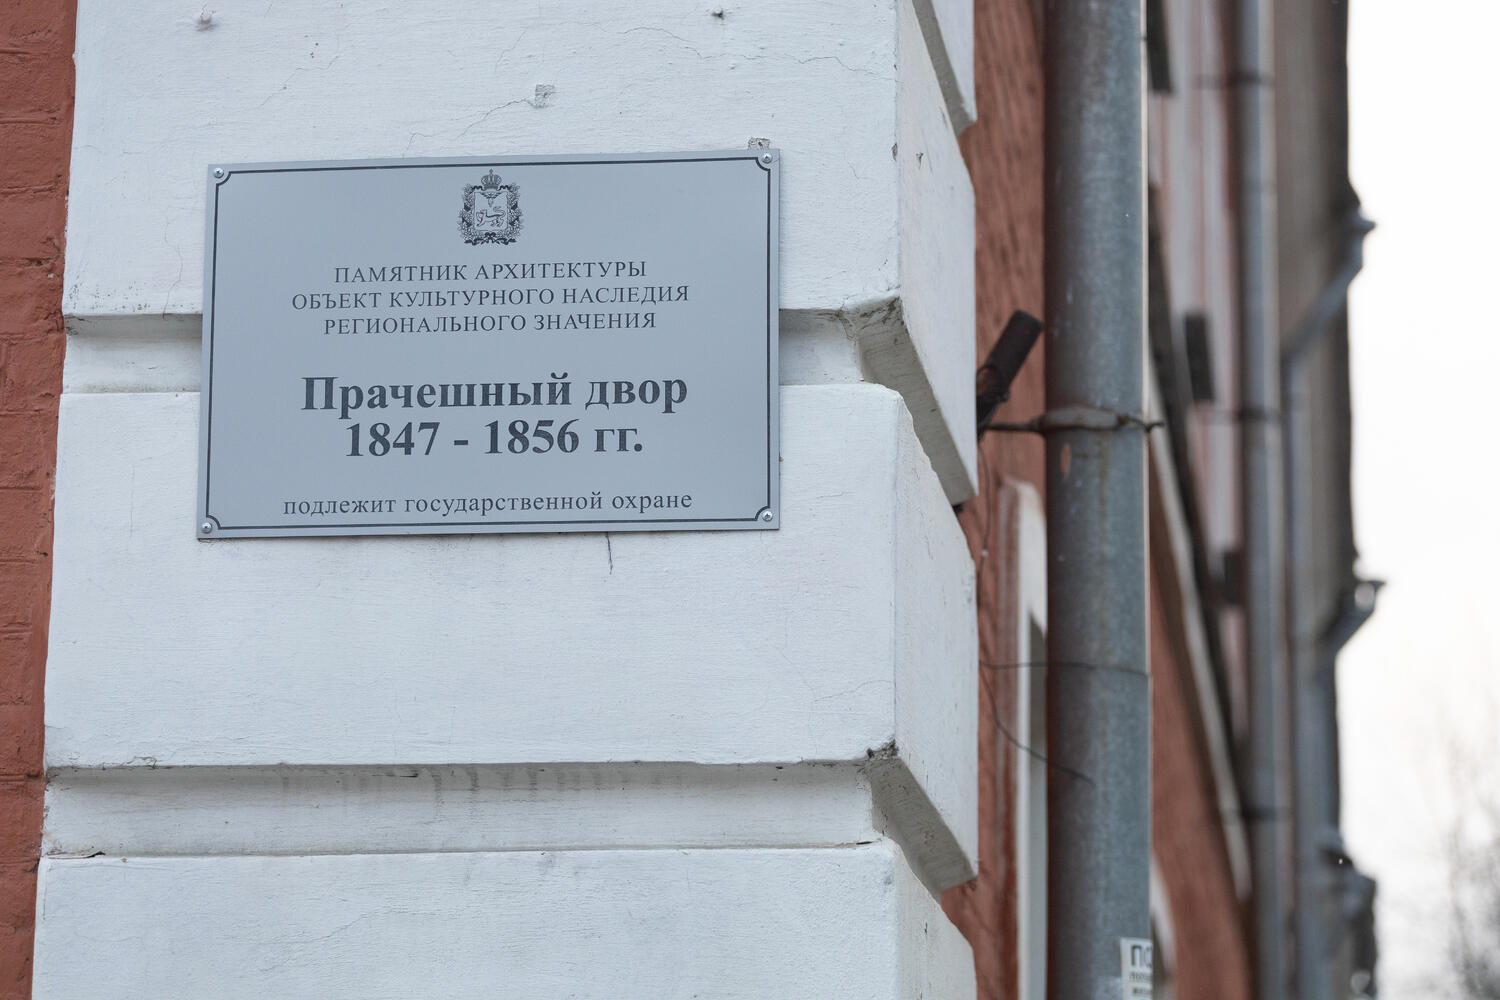 ПАМЯТНИК АРХИТЕКТУРЫ
ОБЪЕКТ КУЛЬТУРНОГО НАСЛЕДИЯ
РЕГИОНАЛЬНОГО ЗНАЧЕНИЯ
Прачешный двор
1847 - 1856 гг.
подлежит государственной охране